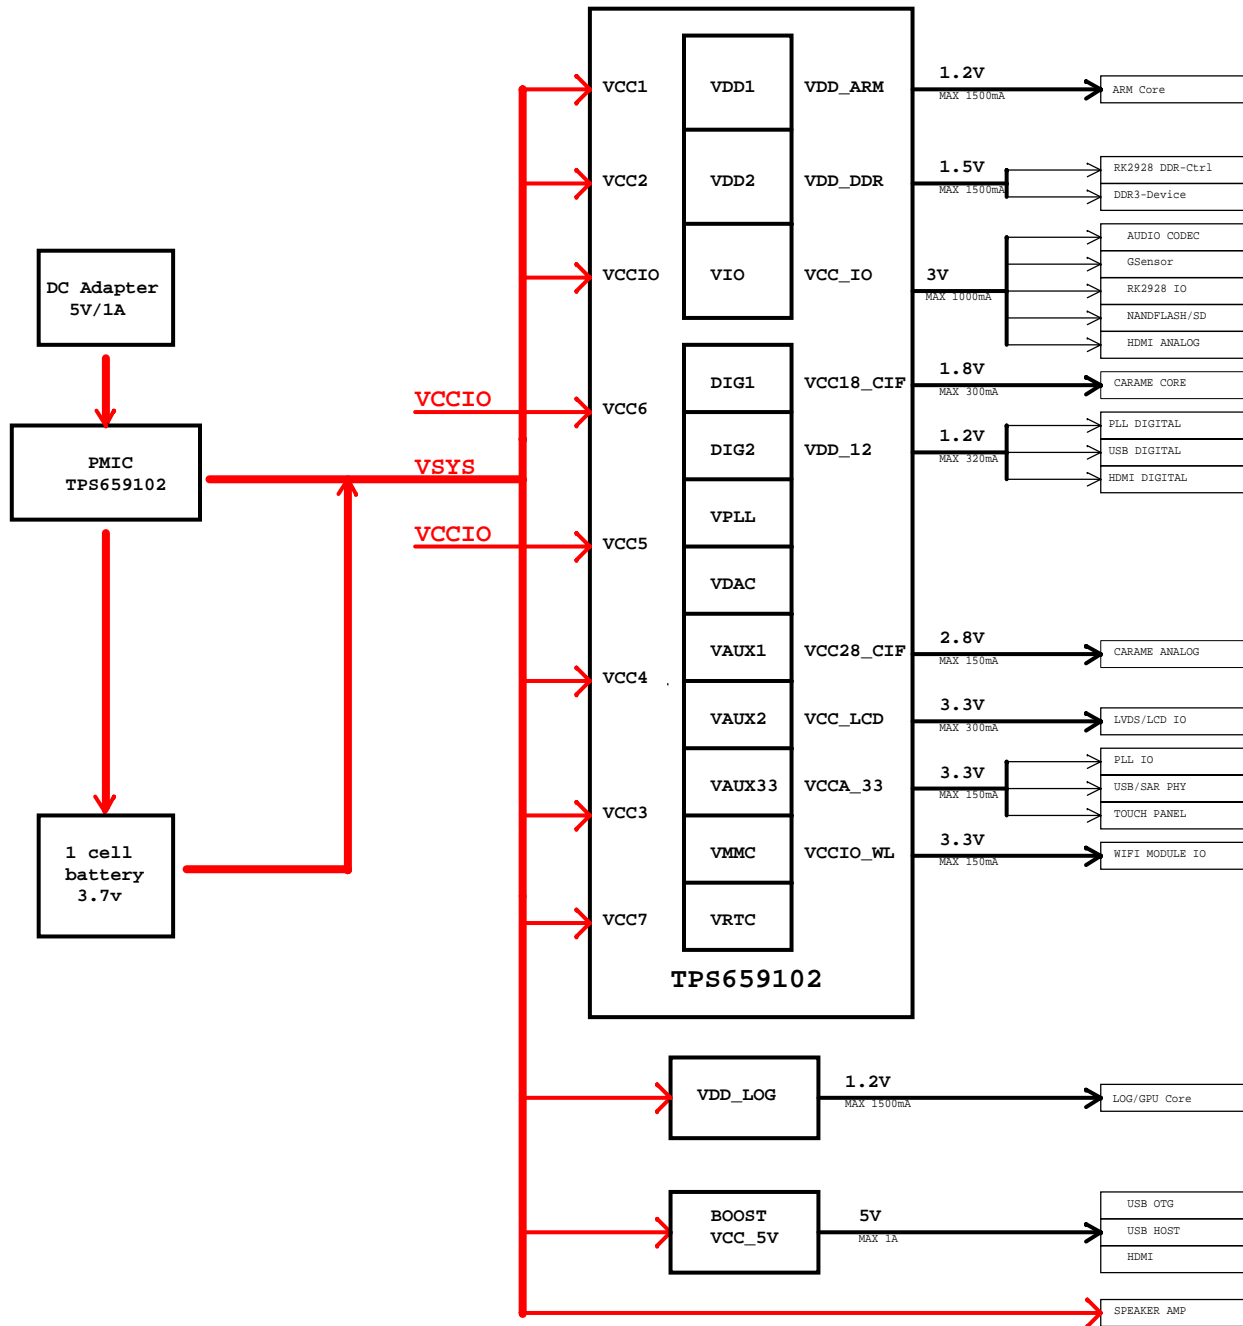 DC Adapter
5V/1A
PMIC
TPS659102
1 cell
battery
3.7v
VCCIO
VSYS
VCCIO
VCC1
VCC2
VCCIO
VCC6
VCC5
VCC4
VCC3
VCC7
VDD1
VDD2
VIO
DIG1
DIG2
VPLL
VDAC
VAUX1
VAUX2
VAUX33
VMMC
VRTC
VDD_ARM
VDD_DDR
VCC_IO
VCC18_CIF
VDD_12
VCC28_CIF
VCC_LCD
VCCA_33
VCCIO_WL
TPS659102
1.2V
MAX 1500mA
ARM Core
1.5V
MAX 1500mA
RK2928 DDR-Ctrl
DDR3-Device
3V
MAX 1000mA
AUDIO CODEC
GSensor
RK2928 IO
NANDFLASH/SD
HDMI ANALOG
1.8V
MAX 300mA
CARAME CORE
1.2V
MAX 320mA
PLL DIGITAL
USB DIGITAL
HDMI DIGITAL
2.8V
MAX 150mA
CARAME ANALOG
3.3V
MAX 300mA
LVDS/LCD IO
3.3V
MAX 150mA
PLL IO
USB/SAR PHY
TOUCH PANEL
3.3V
MAX 150mA
WIFI MODULE IO
VDD_LOG
1.2V
MAX 1500mA
LOG/GPU Core
BOOST
VCC_5V
5V
MAX 1A
USB OTG
USB HOST
HDMI
SPEAKER AMP